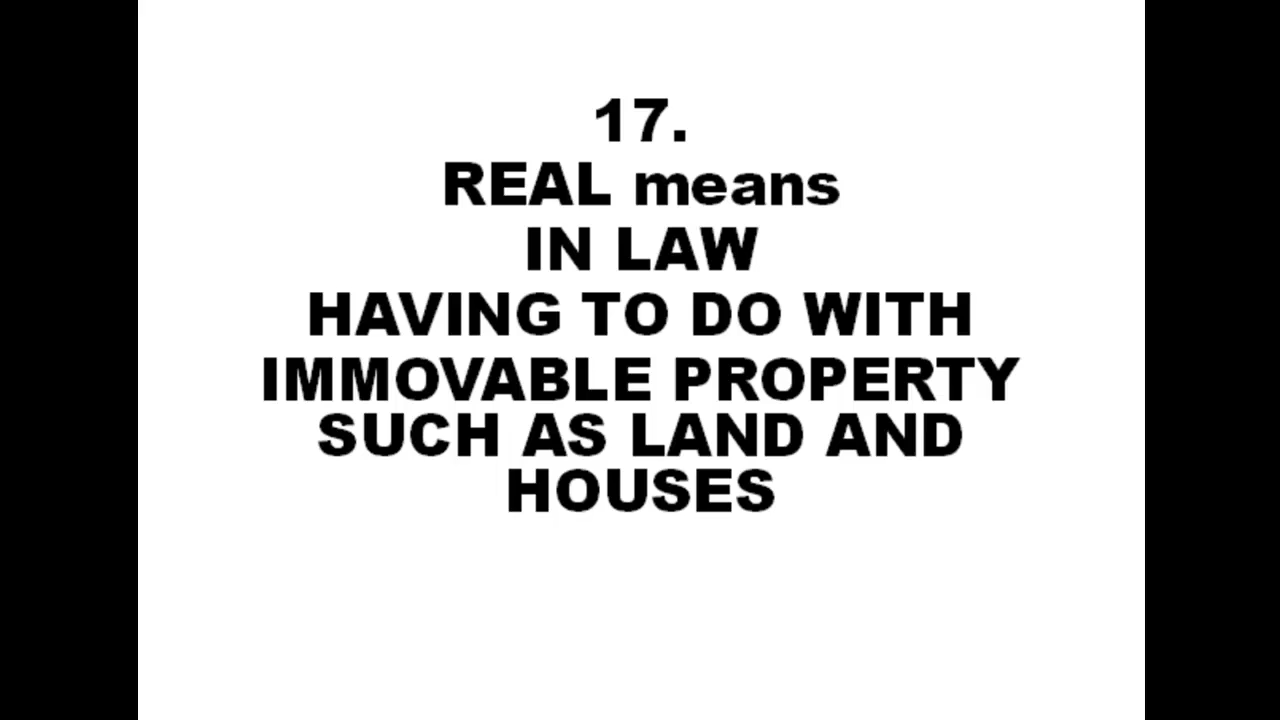 17.
REAL means
IN LAW
HAVING TO DO WITH
IMMOVABLE PROPERTY
SUCH AS LAND AND
HOUSES